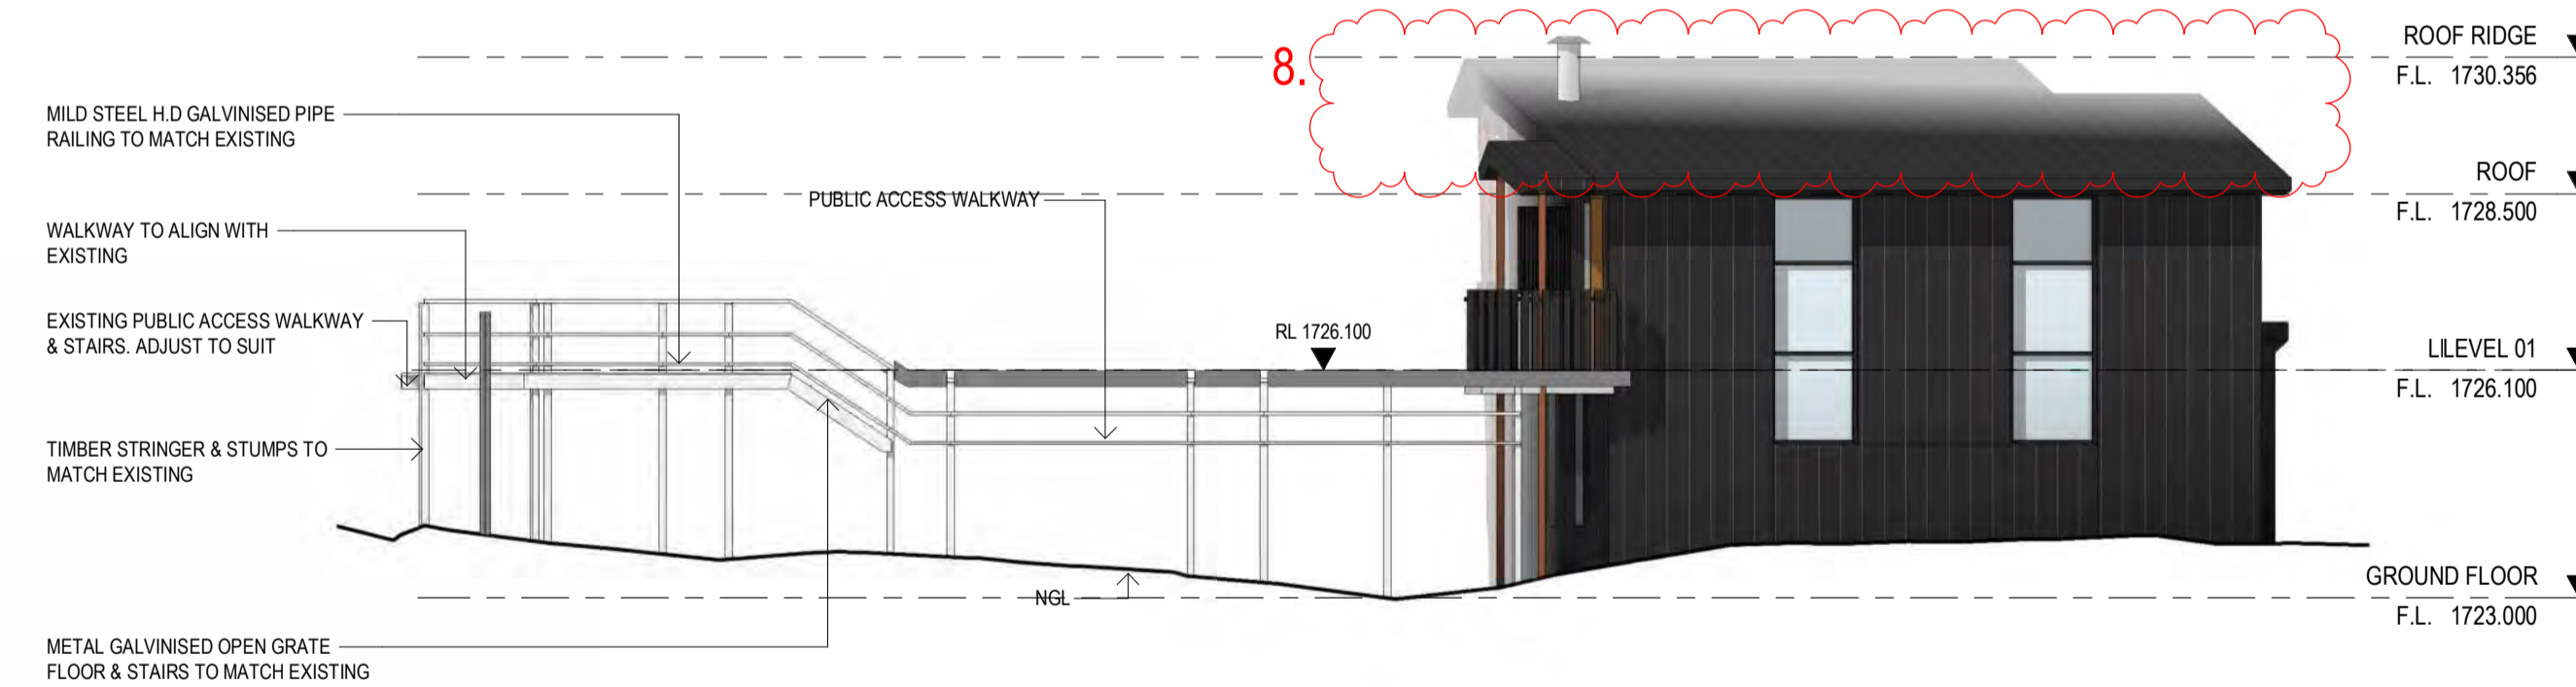 8.
ROOF RIDGE
F.L. 1730.356
MILD STEEL H.D GALVINISED PIPE
RAILING TO MATCH EXISTING
ROOF
F.L. 1728.500
PUBLIC ACCESS WALKWAY
WALKWAY TO ALIGN WITH
EXISTING
EXISTING PUBLIC ACCESS WALKWAY
& STAIRS. ADJUST TO SUIT
RL 1726.100
LILEVEL 01
F.L. 1726.100
TIMBER STRINGER & STUMPS TO
MATCH EXISTING
NGL
GROUND FLOOR
F.L. 1723.000
METAL GALVINISED OPEN GRATE
FLOOR & STAIRS TO MATCH EXISTING